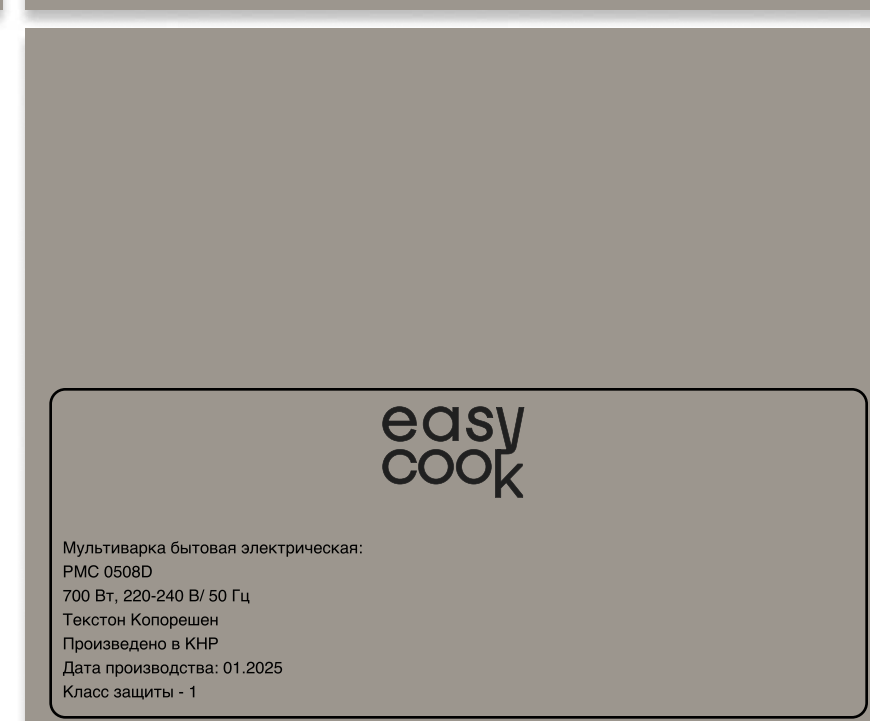 easy
cook
Мультиварка бытовая электрическая:
РМС 0508D
700 Вт, 220-240 В/ 50 Гц
Текстон Копорешен
Произведено в КНР
Дата производства: 01.2025
Класс защиты - 1